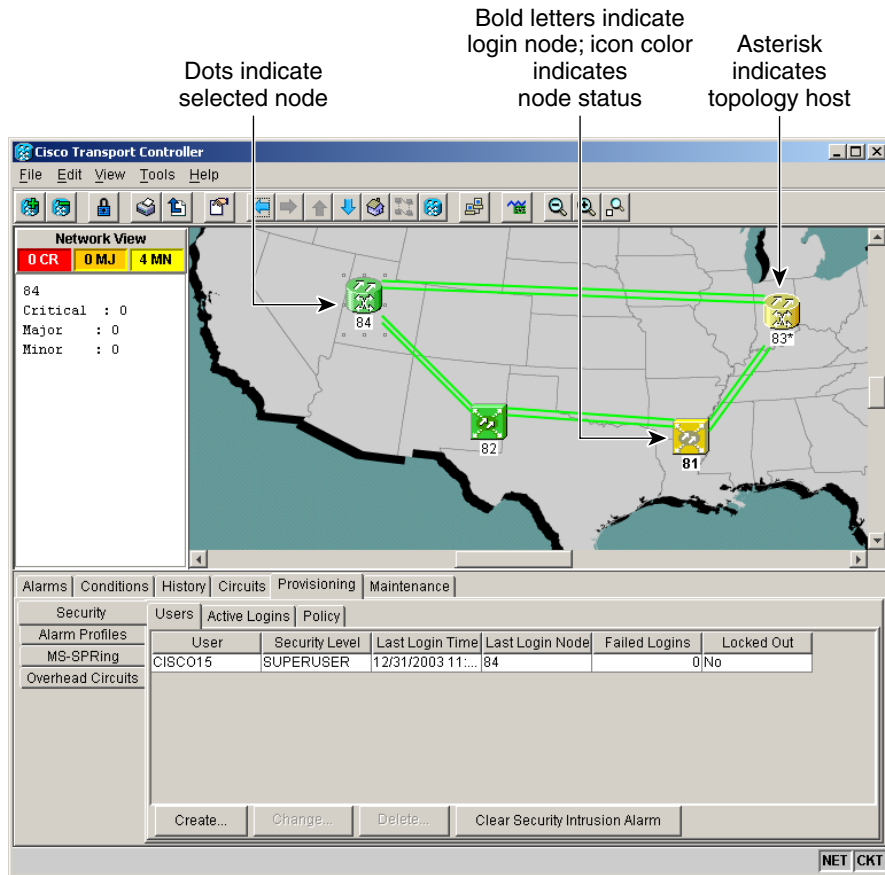 Bold letters indicate
login node; icon color
indicates
node status
Asterisk
indicates
topology host
Dots indicate
selected node
Cisco Transport Controller
File Edit View Tools Help
Network View
0 CR 0 MJ 4 MN
84
Critical : 0
Major : 0
Minor : 0
84
83*
82
81
Alarms Conditions History Circuits Provisioning Maintenance
Security
Alarm Profiles
MS-SPRing
Overhead Circuits
Users Active Logins Policy
User Security Level Last Login Time Last Login Node Failed Logins Locked Out
CISCO15 SUPERUSER 12/31/2003 11:... 84 0 No
Create... Change... Delete... Clear Security Intrusion Alarm
NET CKT